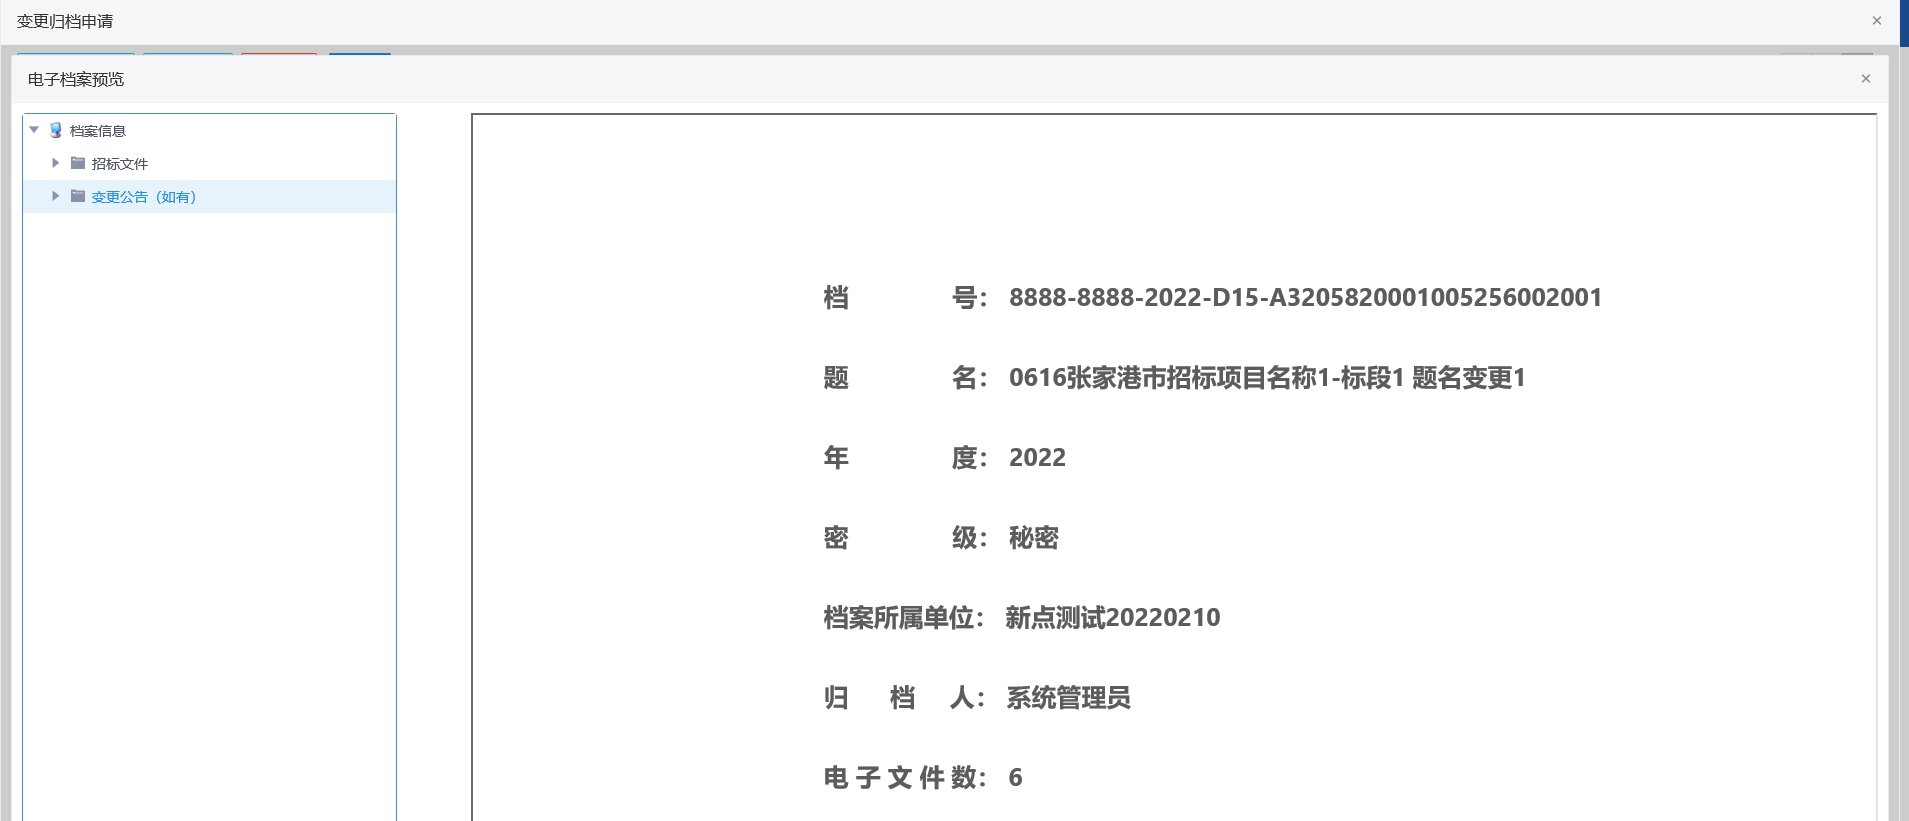 变更归档申请
电子档案预览
档案信息
招标文件
变更公告（如有）
档 号： 8888-8888-2022-D15-A3205820001005256002001
题 名： 0616张家港市招标项目名称1-标段1 题名变更1
年 度： 2022
密 级： 秘密
档案所属单位： 新点测试20220210
归 档 人： 系统管理员
电子文件数： 6